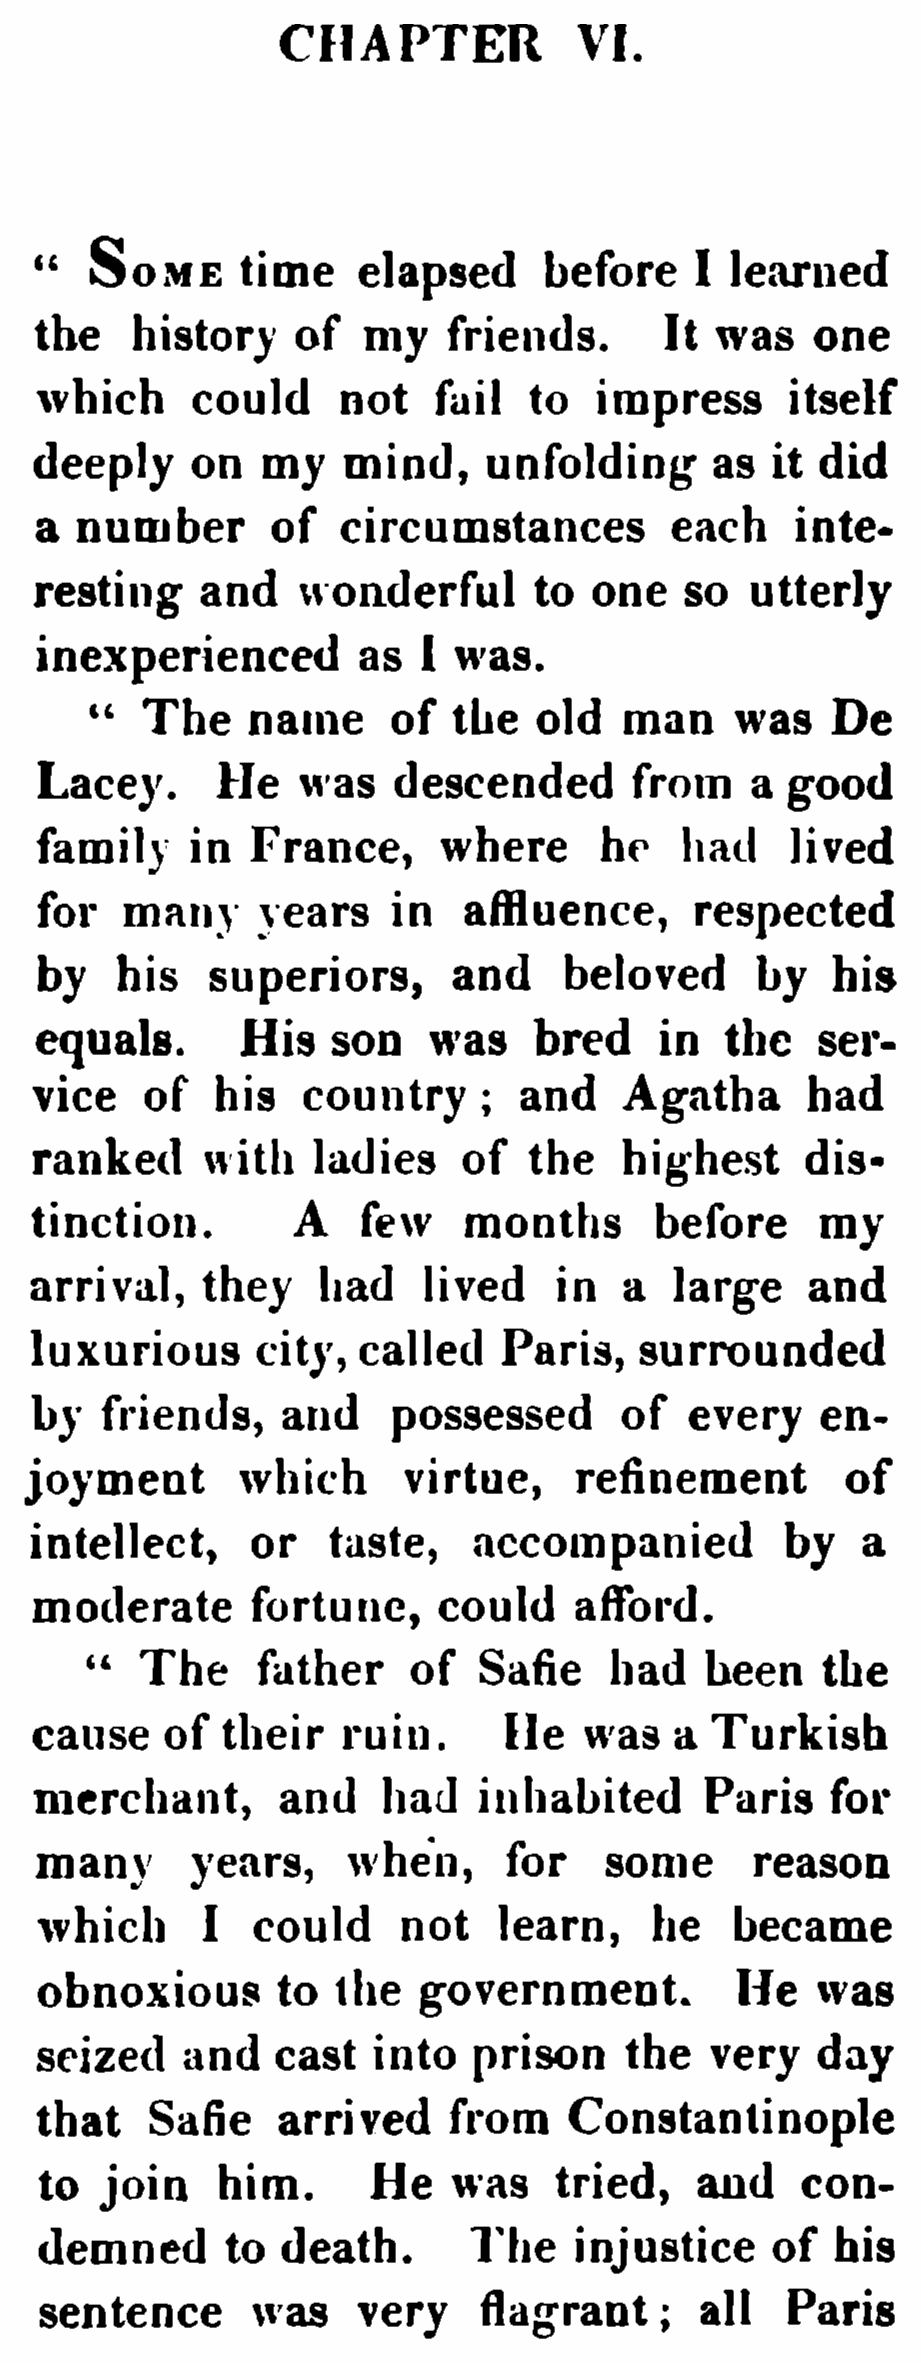 CHAPTER VI.
“ SOME time elapsed before I learned
the history of my friends. It was one
which could not fail to impress itself
deeply on my mind, unfolding as it did
a number of circumstances each inte-
resting and wonderful to one so utterly
inexperienced as I was.
“ The name of the old man was De
Lacey. He was descended from a good
family in France, where he had lived
for many years in affluence, respected
by his superiors, and beloved by his
equals. His son was bred in the ser-
vice of his country ; and Agatha had
ranked with ladies of the highest dis-
tinction. A few months before my
arrival, they had lived in a large and
luxurious city, called Paris, surrounded
by friends, and possessed of every en-
joyment which virtue, refinement of
intellect, or taste, accompanied by a
moderate fortune, could afford.
“ The father of Safie had been the
cause of their ruin. He was a Turkish
merchant, and had inhabited Paris for
many years, when, for some reason
which I could not learn, he became
obnoxious to the government. He was
seized and cast into prison the very day
that Safie arrived from Constantinople
to join him. He was tried, and con-
demned to death. The injustice of his
sentence was very flagrant ; all Paris